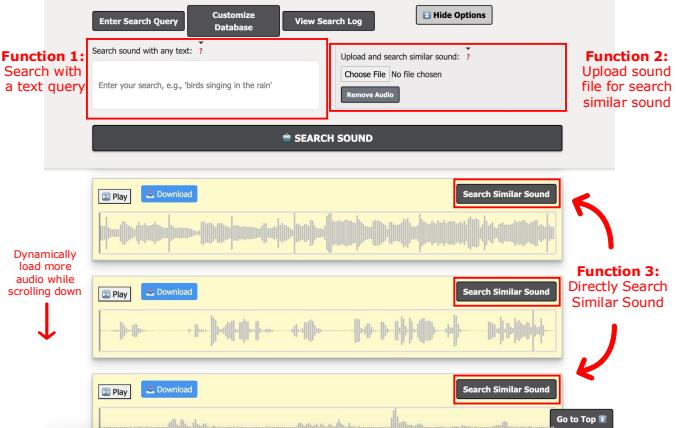 Enter Search Query
Customize
Database
View Search Log
Hide Options
Function 1:
Search with
a text query
Search sound with any text: ?
Enter your search, e.g., 'birds singing in the rain'
Upload and search similar sound: ?
Choose File No file chosen
Remove Audio
Function 2:
Upload sound
file for search
similar sound
SEARCH SOUND
Play
Download
Search Similar Sound
Dynamically
load more
audio while
scrolling down
Function 3:
Directly Search
Similar Sound
Play
Download
Search Similar Sound
Play
Download
Search Similar Sound
Go to Top